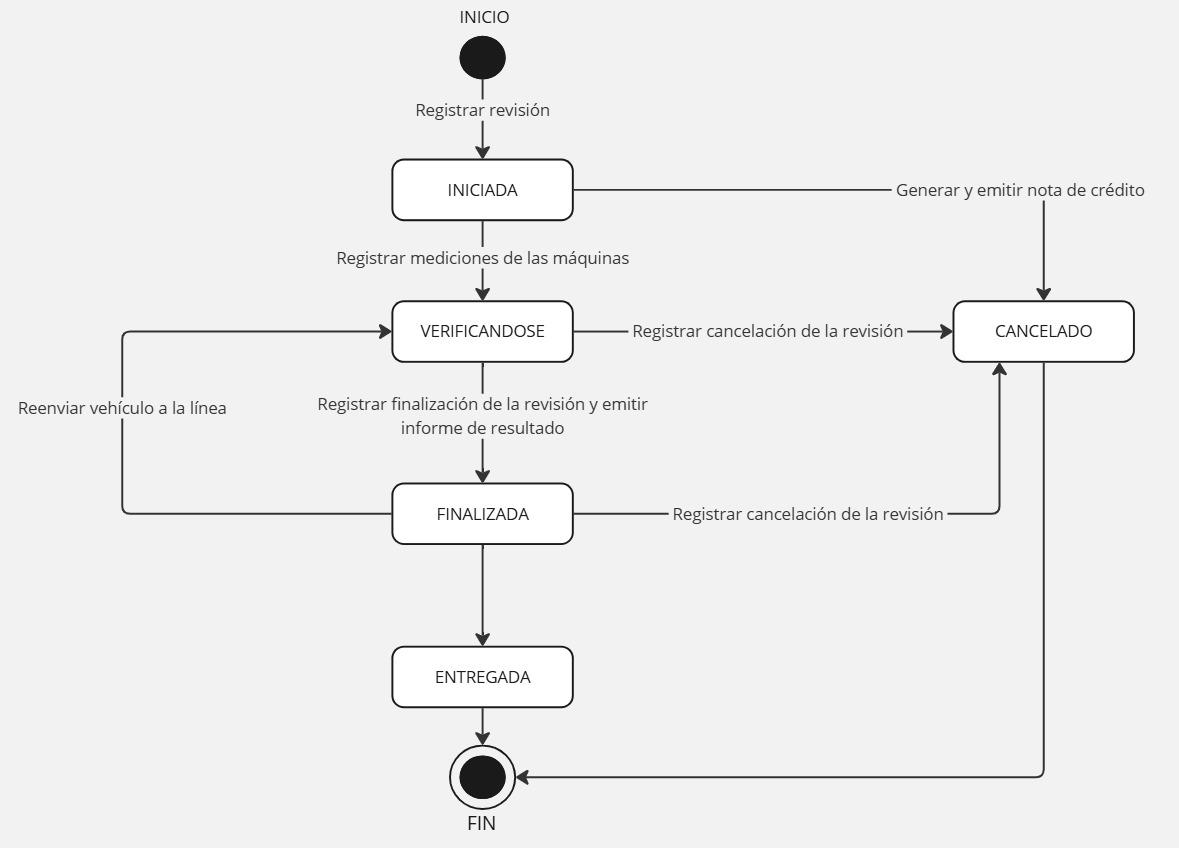 INICIO
Registrar revisión
INICIADA
Generar y emitir nota de crédito
Registrar mediciones de las máquinas
VERIFICANDOSE
Registrar cancelación de la revisión
CANCELADO
Reenviar vehículo a la línea
Registrar finalización de la revisión y emitir
informe de resultado
FINALIZADA
Registrar cancelación de la revisión
ENTREGADA
FIN